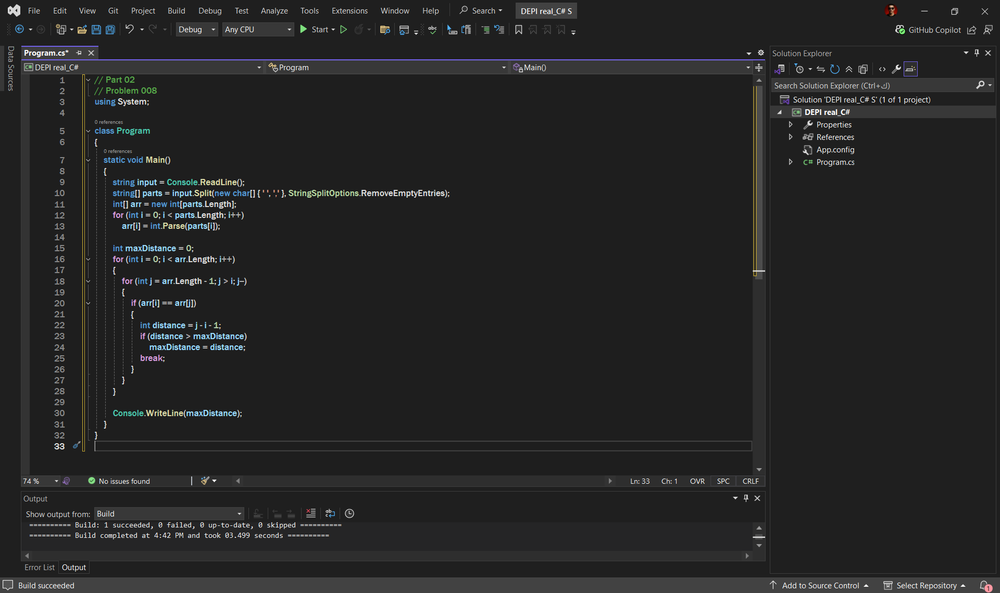 File Edit View Git Project Build Debug Test Analyze Tools Extensions Window Help Search DEPI real_C# S
Debug Any CPU Start GitHub Copilot
Data Sources
Program.cs*
DEPI real_C# Program Main()
1 // Part 02
2 // Problem 008
3 using System;
4
0 references
5 class Program
6 {
0 references
7 static void Main()
8 {
9 string input = Console.ReadLine();
10 string[] parts = input.Split(new char[] { ' ', ',' }, StringSplitOptions.RemoveEmptyEntries);
11 int[] arr = new int[parts.Length];
12 for (int i = 0; i < parts.Length; i++)
13 arr[i] = int.Parse(parts[i]);
14
15 int maxDistance = 0;
16 for (int i = 0; i < arr.Length; i++)
17 {
18 for (int j = arr.Length - 1; j > i; j--)
19 {
20 if (arr[i] == arr[j])
21 {
22 int distance = j - i - 1;
23 if (distance > maxDistance)
24 maxDistance = distance;
25 break;
26 }
27 }
28 }
29
30 Console.WriteLine(maxDistance);
31 }
32 }
33
74 % No issues found Ln: 33 Ch: 1 OVR SPC CRLF
Output
Show output from: Build
========== Build: 1 succeeded, 0 failed, 0 up-to-date, 0 skipped ==========
========== Build completed at 4:42 PM and took 03.499 seconds ==========
Error List Output
Solution Explorer
Search Solution Explorer (Ctrl+ك)
Solution 'DEPI real_C# S' (1 of 1 project)
DEPI real_C#
Properties
References
App.config
C# Program.cs
Build succeeded Add to Source Control Select Repository 1